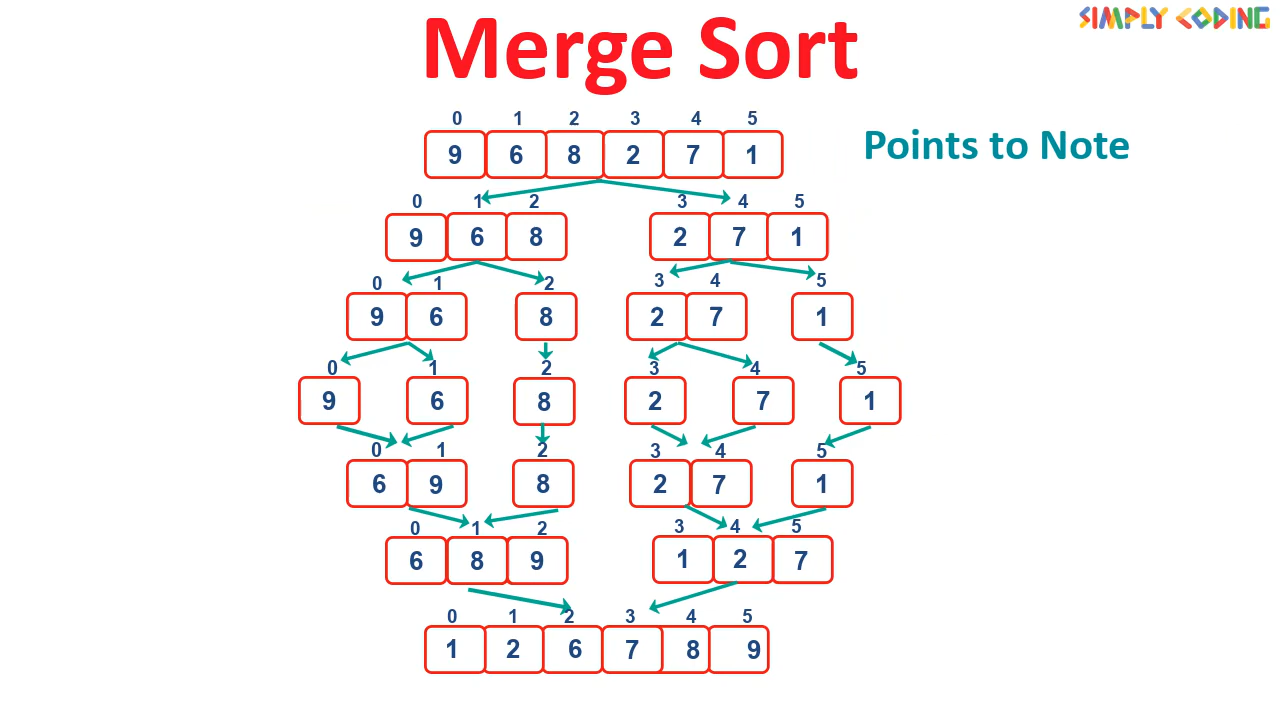 SIMPLY CODING
Merge Sort
Points to Note
0 1 2 3 4 5
9 6 8 2 7 1
0 1 2 3 4 5
9 6 8 2 7 1
0 1 2 3 4 5
9 6 8 2 7 1
0 1 2 3 4 5
9 6 8 2 7 1
0 1 2 3 4 5
6 9 8 2 7 1
0 1 2 3 4 5
6 8 9 1 2 7
0 1 2 3 4 5
1 2 6 7 8 9